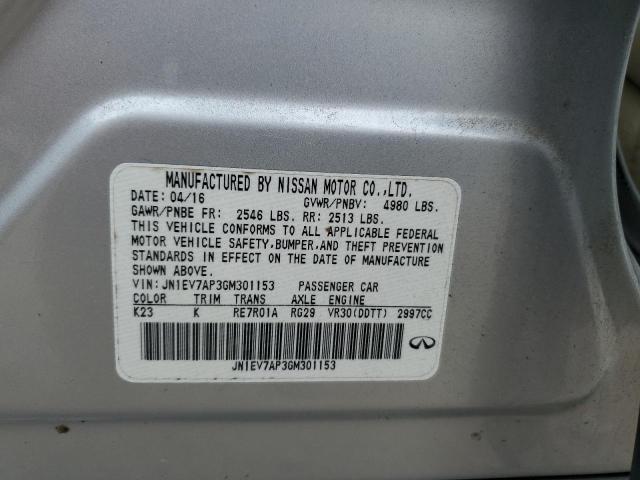 MANUFACTURED BY NISSAN MOTOR CO.,LTD.
DATE: 04/16 GVWR/PNBV: 4980 LBS.
GAWR/PNBE FR: 2546 LBS. RR: 2513 LBS.
THIS VEHICLE CONFORMS TO ALL APPLICABLE FEDERAL
MOTOR VEHICLE SAFETY,BUMPER,AND THEFT PREVENTION
STANDARDS IN EFFECT ON THE DATE OF MANUFACTURE
SHOWN ABOVE.
VIN: JN1EV7AP3GM301153 PASSENGER CAR
COLOR TRIM TRANS AXLE ENGINE
K23 K RE7R01A RG29 VR30(DDTT) 2997CC
JN1EV7AP3GM301153